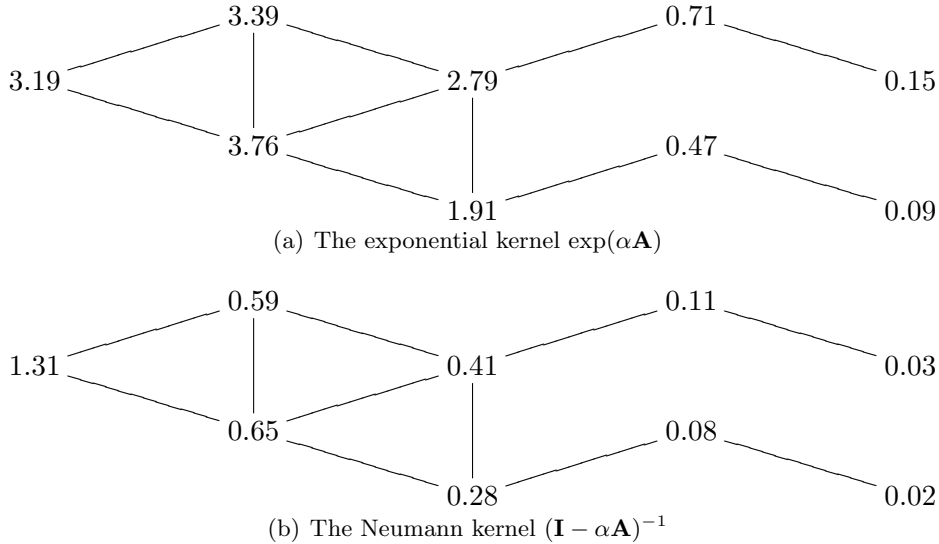 3.39 0.71
3.19 2.79 0.15
3.76 0.47
1.91 0.09
(a) The exponential kernel exp(α𝐀)
0.59 0.11
1.31 0.41 0.03
0.65 0.08
0.28 0.02
(b) The Neumann kernel (𝐈 − α𝐀)⁻¹